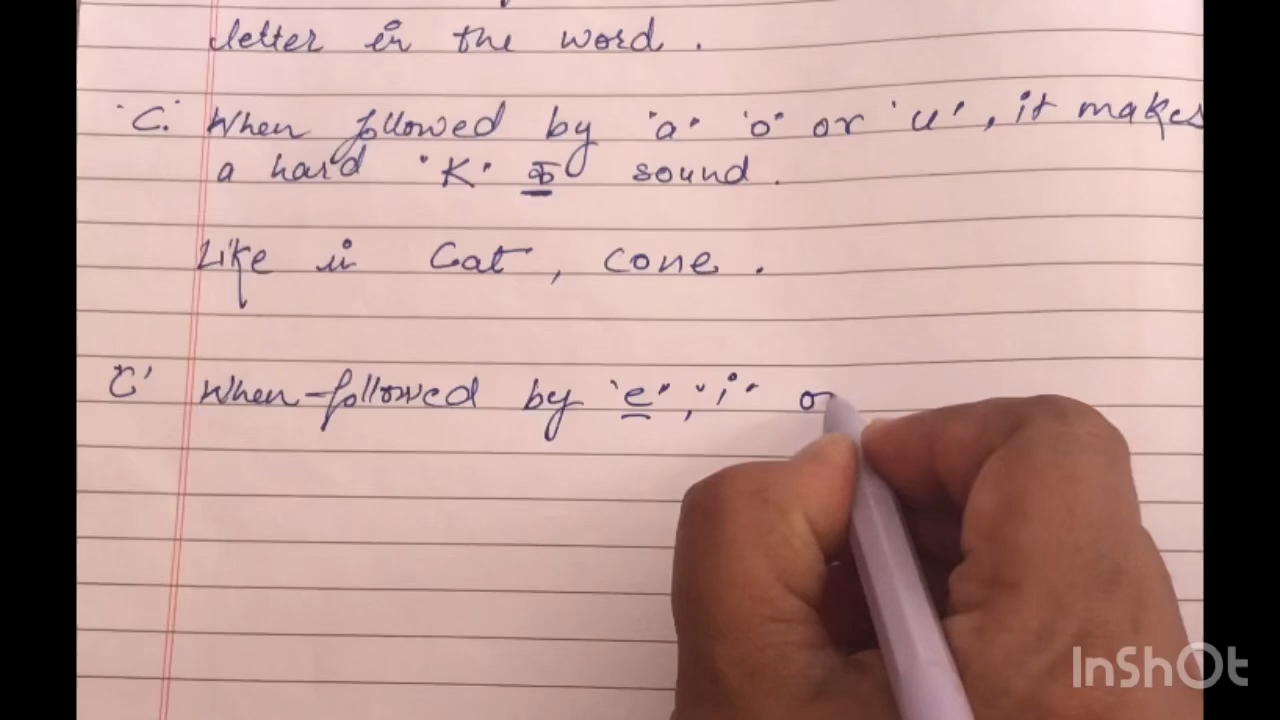 letter in the word.
'C' When followed by 'a' 'o' or 'u', it makes
a hard 'K' क sound.
Like in Cat, cone.
'C' When followed by 'e', 'i' or
InShOt